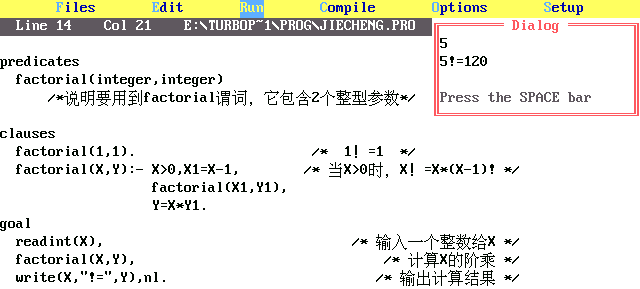 Files Edit Run Compile Options Setup
Line 14 Col 21 E:\TURBOP~1\PROG\JIECHENG.PRO
Dialog
5
5!=120
Press the SPACE bar
predicates
factorial(integer,integer)
/*说明要用到factorial谓词，它包含2个整型参数*/
clauses
factorial(1,1). /* 1！=1 */
factorial(X,Y):- X>0,X1=X-1, /* 当X>0时，X！=X*(X-1)! */
factorial(X1,Y1),
Y=X*Y1.
goal
readint(X), /* 输入一个整数给X */
factorial(X,Y), /* 计算X的阶乘 */
write(X,"!=",Y),nl. /* 输出计算结果 */